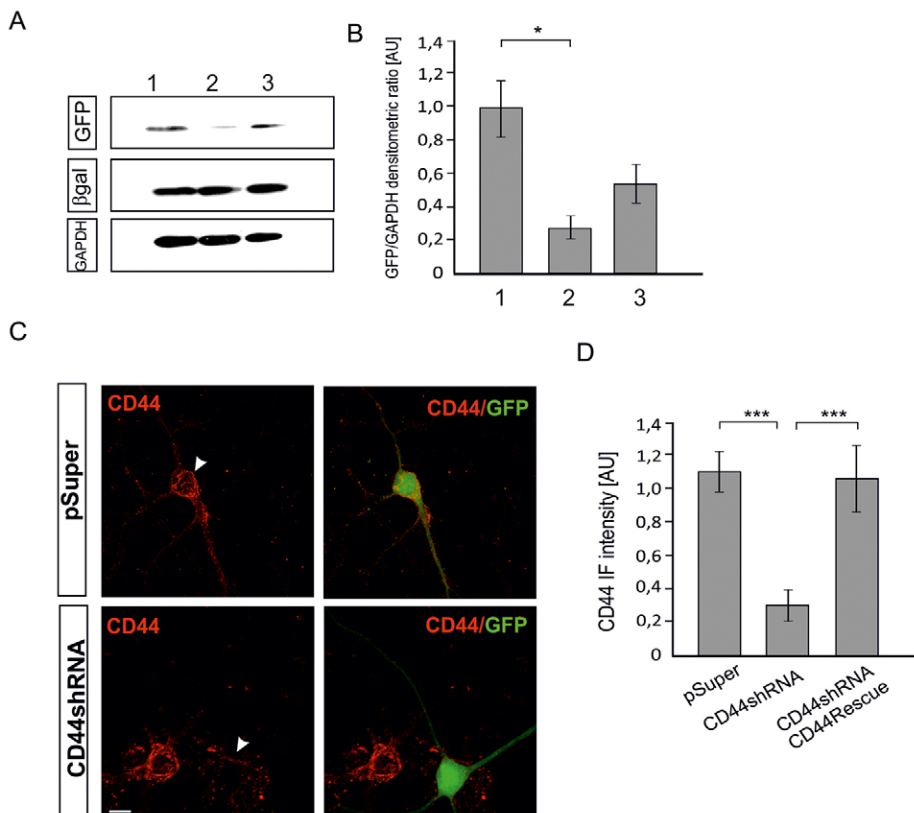 A
1 2 3
GFP
βgal
GAPDH
B
GFP/GAPDH densitometric ratio [AU]
1,4
1,2
1,0
0,8
0,6
0,4
0,2
0
*
1 2 3
C
pSuper
CD44
CD44/GFP
CD44shRNA
CD44
CD44/GFP
D
CD44 IF intensity [AU]
1,4
1,2
1,0
0,8
0,6
0,4
0,2
0
*** ***
pSuper
CD44shRNA
CD44shRNA
CD44Rescue